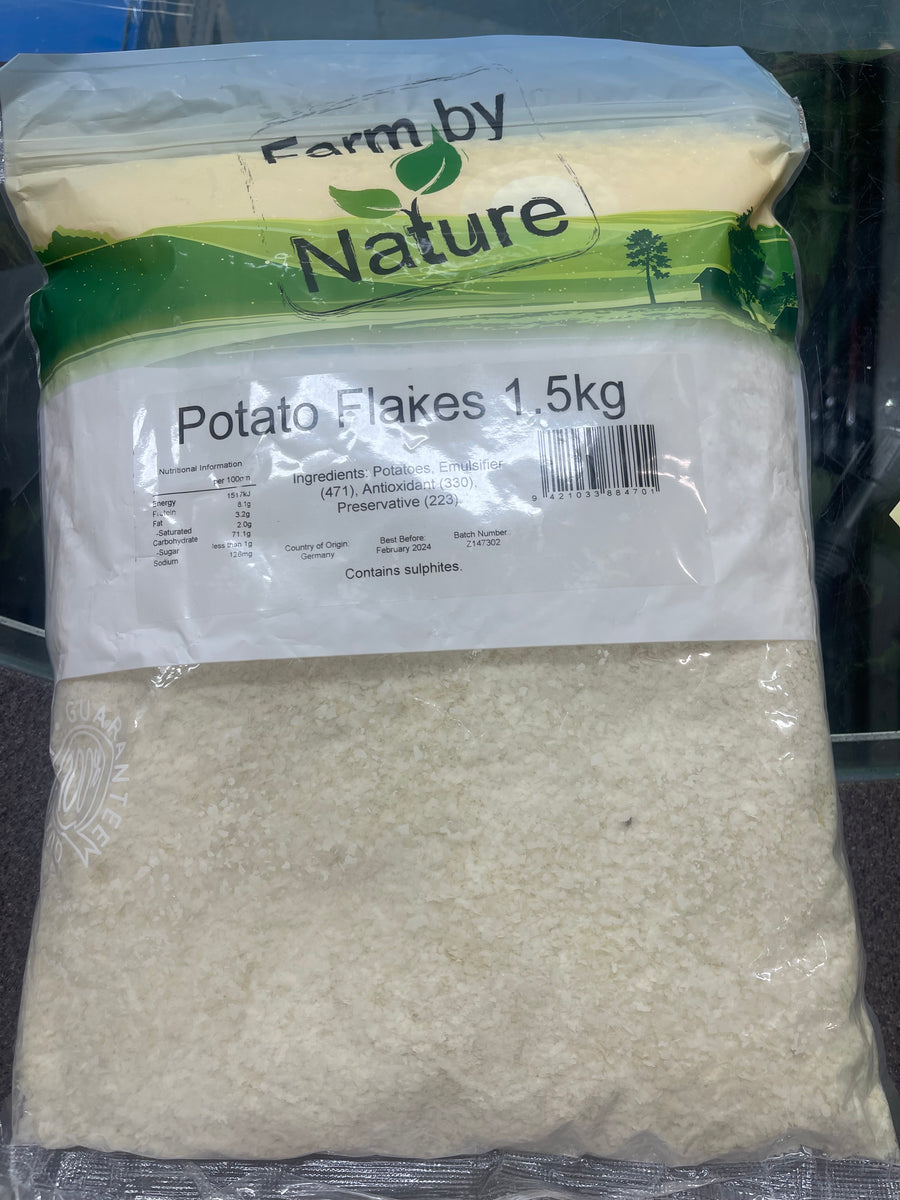 Farm by
Nature
Potato Flakes 1.5kg
Nutritional Information
per 100g
Energy 1517kJ
Protein 8.1g
Fat 3.2g
-Saturated 2.0g
Carbohydrate 71.1g
-Sugar less than 1g
Sodium 126mg
Ingredients: Potatoes, Emulsifier
(471), Antioxidant (330),
Preservative (223).
9 421033 884701
Country of Origin:
Germany
Best Before:
February 2024
Batch Number:
Z147302
Contains sulphites.
GUARANTEE